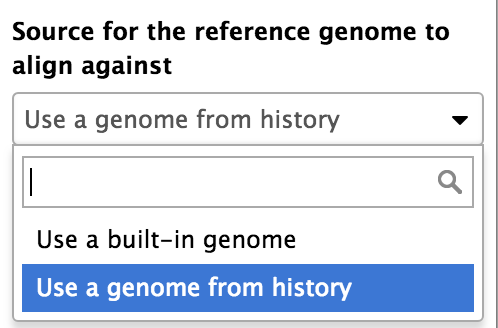 Source for the reference genome to
align against
Use a genome from history
Use a built-in genome
Use a genome from history